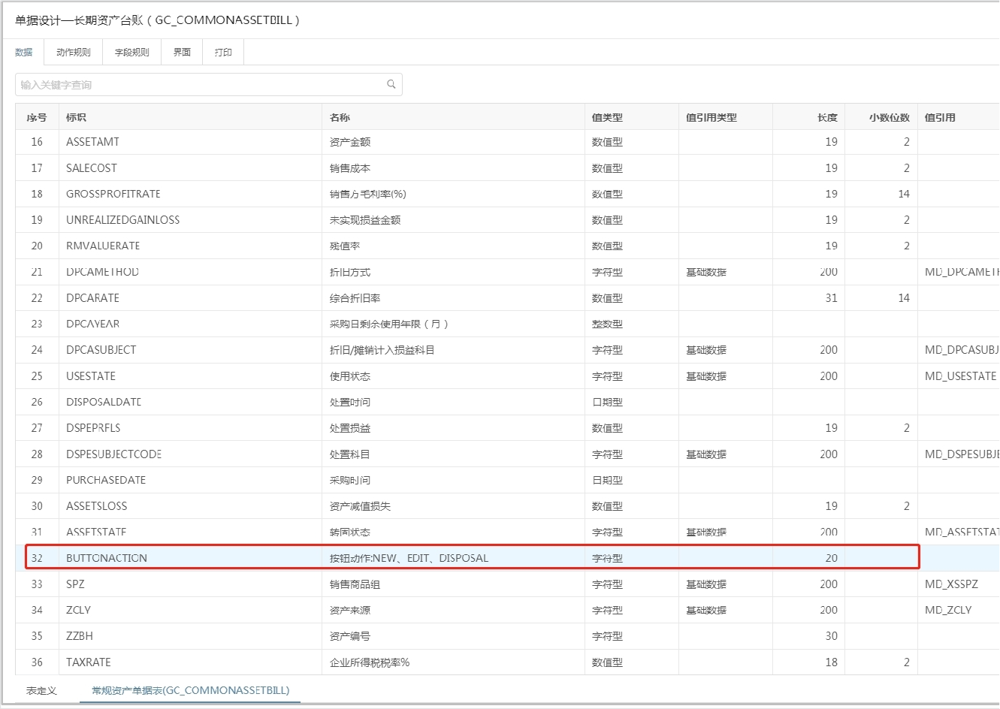 单据设计—长期资产台账（GC_COMMONASSETBILL）
数据 动作规则 字段规则 界面 打印
输入关键字查询
序号 标识 名称 值类型 值引用类型 长度 小数位数 值引用
16 ASSETAMT 资产金额 数值型 19 2
17 SALECOST 销售成本 数值型 19 2
18 GROSSPROFITRATE 销售方毛利率(%) 数值型 19 14
19 UNREALIZEDGAINLOSS 未实现损益金额 数值型 19 2
20 RMVALUERATE 残值率 数值型 19 2
21 DPCAMETHOD 折旧方式 字符型 基础数据 200 MD_DPCAMETH
22 DPCARATE 综合折旧率 数值型 31 14
23 DPCAYEAR 采购日剩余使用年限（月） 整数型
24 DPCASUBJECT 折旧/摊销计入损益科目 字符型 基础数据 200 MD_DPCASUBJ
25 USESTATE 使用状态 字符型 基础数据 200 MD_USESTATE
26 DISPOSALDATE 处置时间 日期型
27 DSPEPRFLS 处置损益 数值型 19 2
28 DSPESUBJECTCODE 处置科目 字符型 基础数据 200 MD_DSPESUBJE
29 PURCHASEDATE 采购时间 日期型
30 ASSETSLOSS 资产减值损失 数值型 19 2
31 ASSETSTATE 转固状态 字符型 基础数据 200 MD_ASSETSTAT
32 BUTTONACTION 按钮动作:NEW、EDIT、DISPOSAL 字符型 20
33 SPZ 销售商品组 字符型 基础数据 200 MD_XSSPZ
34 ZCLY 资产来源 字符型 基础数据 200 MD_ZCLY
35 ZZBH 资产编号 字符型 30
36 TAXRATE 企业所得税税率% 数值型 18 2
表定义 常规资产单据表(GC_COMMONASSETBILL)